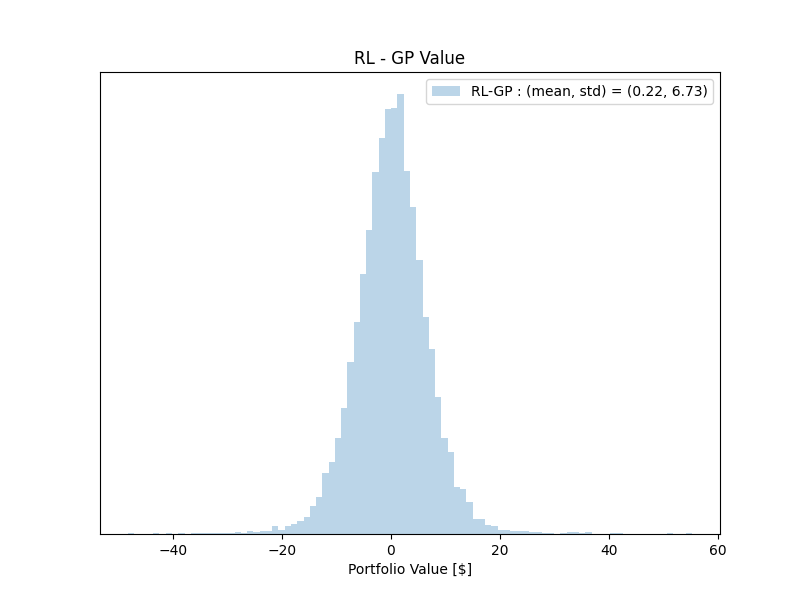 RL - GP Value
RL-GP : (mean, std) = (0.22, 6.73)
−40 −20 0 20 40 60
Portfolio Value [$]